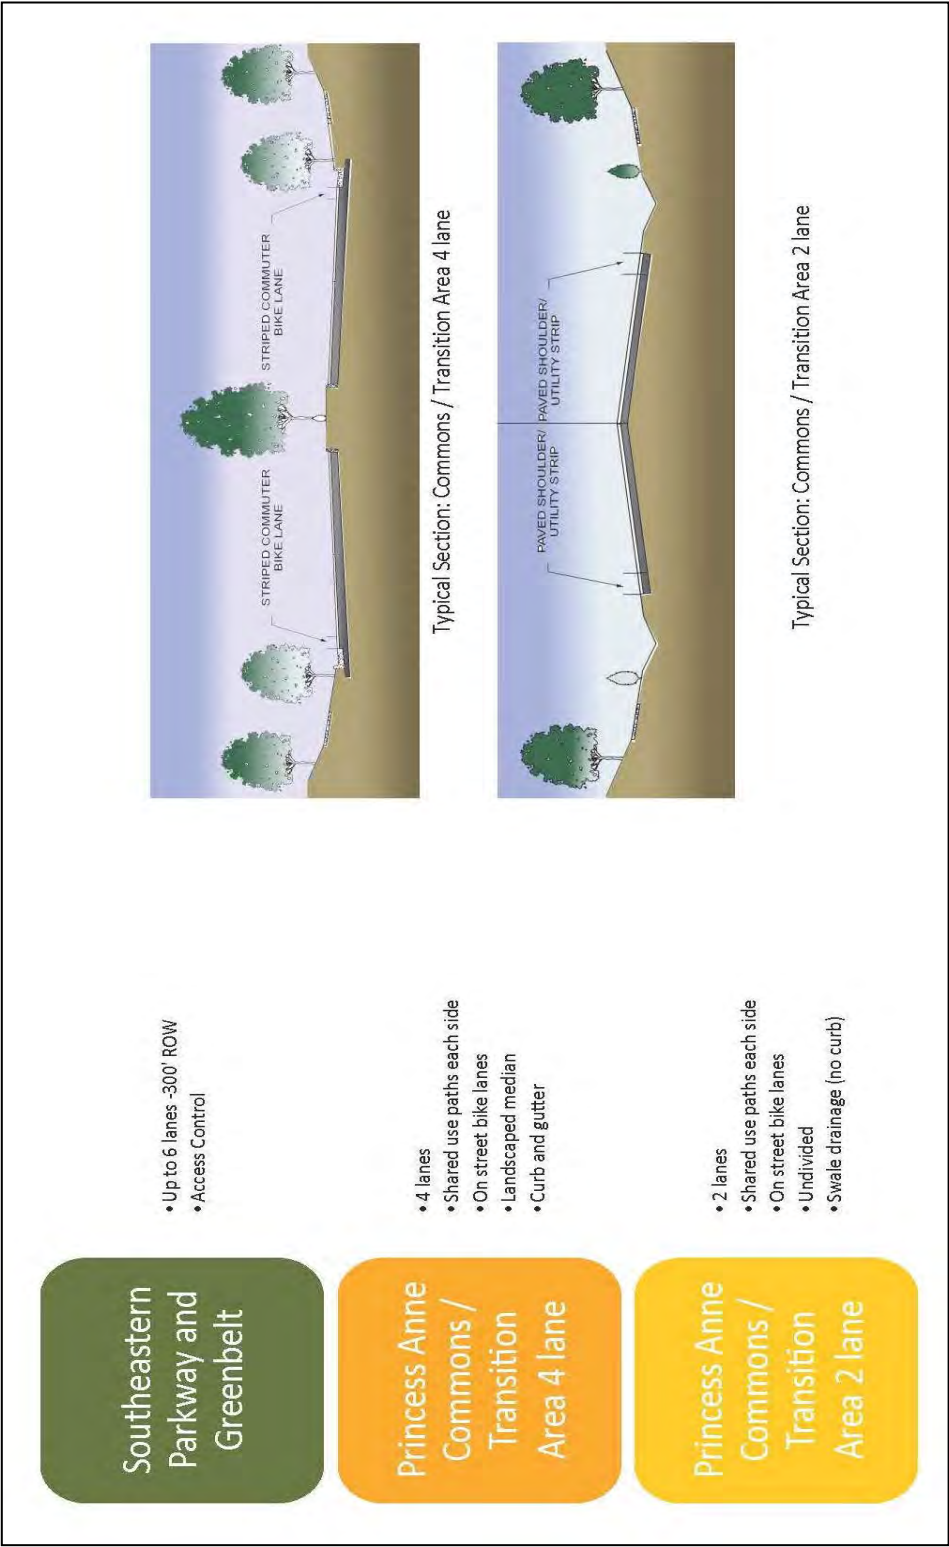 Southeastern
Parkway and
Greenbelt
• Up to 6 lanes -300' ROW
• Access Control
Princess Anne
Commons /
Transition
Area 4 lane
• 4 lanes
• Shared use paths each side
• On street bike lanes
• Landscaped median
• Curb and gutter
STRIPED COMMUTER
BIKE LANE
STRIPED COMMUTER
BIKE LANE
Typical Section: Commons / Transition Area 4 lane
Princess Anne
Commons /
Transition
Area 2 lane
• 2 lanes
• Shared use paths each side
• On street bike lanes
• Undivided
• Swale drainage (no curb)
PAVED SHOULDER/
UTILITY STRIP
PAVED SHOULDER/
UTILITY STRIP
Typical Section: Commons / Transition Area 2 lane